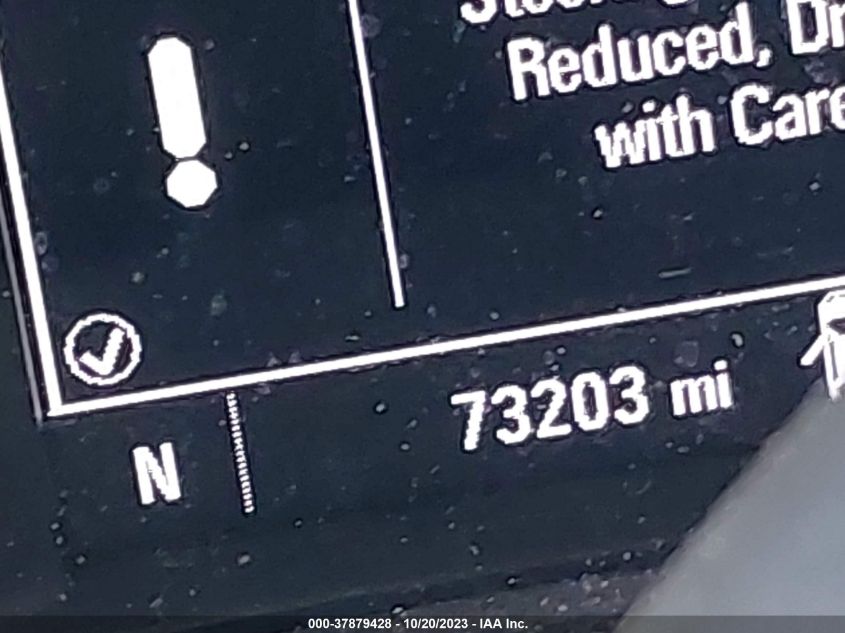 Reduced, Dr
with Care
N
73203 mi
000-37879428 - 10/20/2023 - IAA Inc.